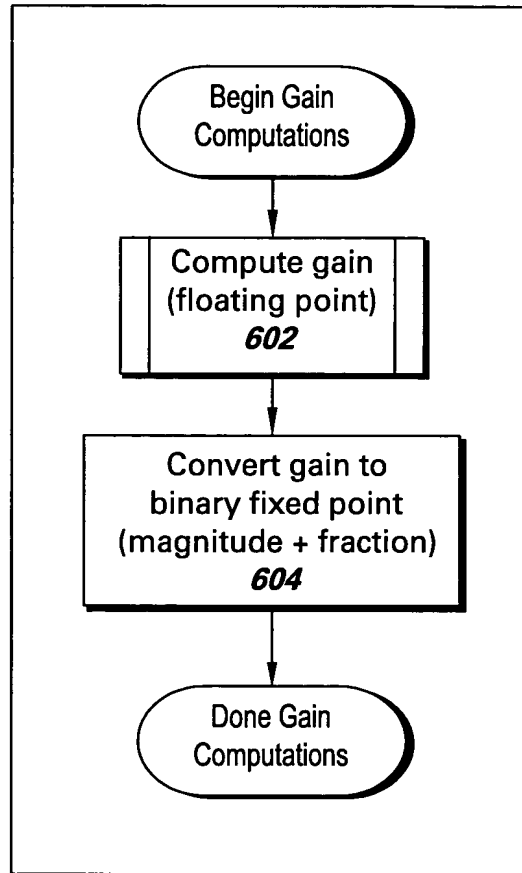 Begin Gain
Computations
Compute gain
(floating point)
602
Convert gain to
binary fixed point
(magnitude + fraction)
604
Done Gain
Computations